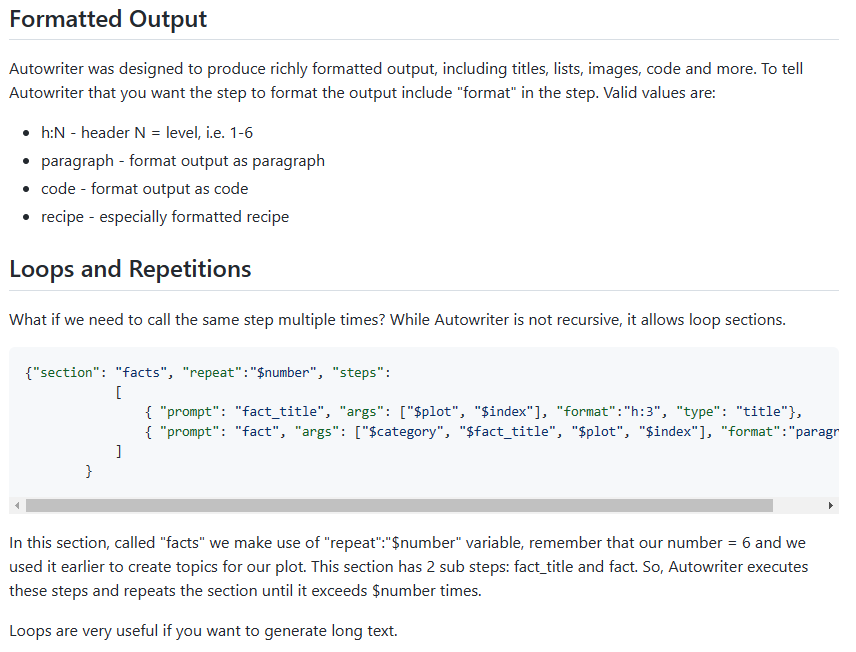 Formatted Output
Autowriter was designed to produce richly formatted output, including titles, lists, images, code and more. To tell
Autowriter that you want the step to format the output include "format" in the step. Valid values are:
• h:N - header N = level, i.e. 1-6
• paragraph - format output as paragraph
• code - format output as code
• recipe - especially formatted recipe
Loops and Repetitions
What if we need to call the same step multiple times? While Autowriter is not recursive, it allows loop sections.
{"section": "facts", "repeat":"$number", "steps":
[
{ "prompt": "fact_title", "args": ["$plot", "$index"], "format":"h:3", "type": "title"},
{ "prompt": "fact", "args": ["$category", "$fact_title", "$plot", "$index"], "format":"paragr
]
}
In this section, called "facts" we make use of "repeat":"$number" variable, remember that our number = 6 and we
used it earlier to create topics for our plot. This section has 2 sub steps: fact_title and fact. So, Autowriter executes
these steps and repeats the section until it exceeds $number times.
Loops are very useful if you want to generate long text.